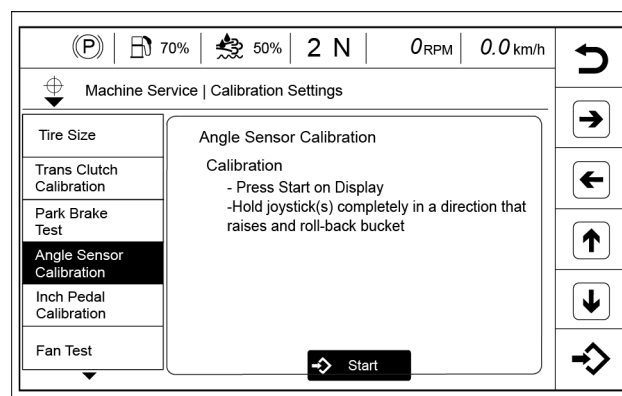 (P) 70% 50% 2 N 0 RPM 0.0 km/h
Machine Service | Calibration Settings
Tire Size
Trans Clutch
Calibration
Park Brake
Test
Angle Sensor
Calibration
Inch Pedal
Calibration
Fan Test
Angle Sensor Calibration
Calibration
- Press Start on Display
-Hold joystick(s) completely in a direction that
raises and roll-back bucket
Start